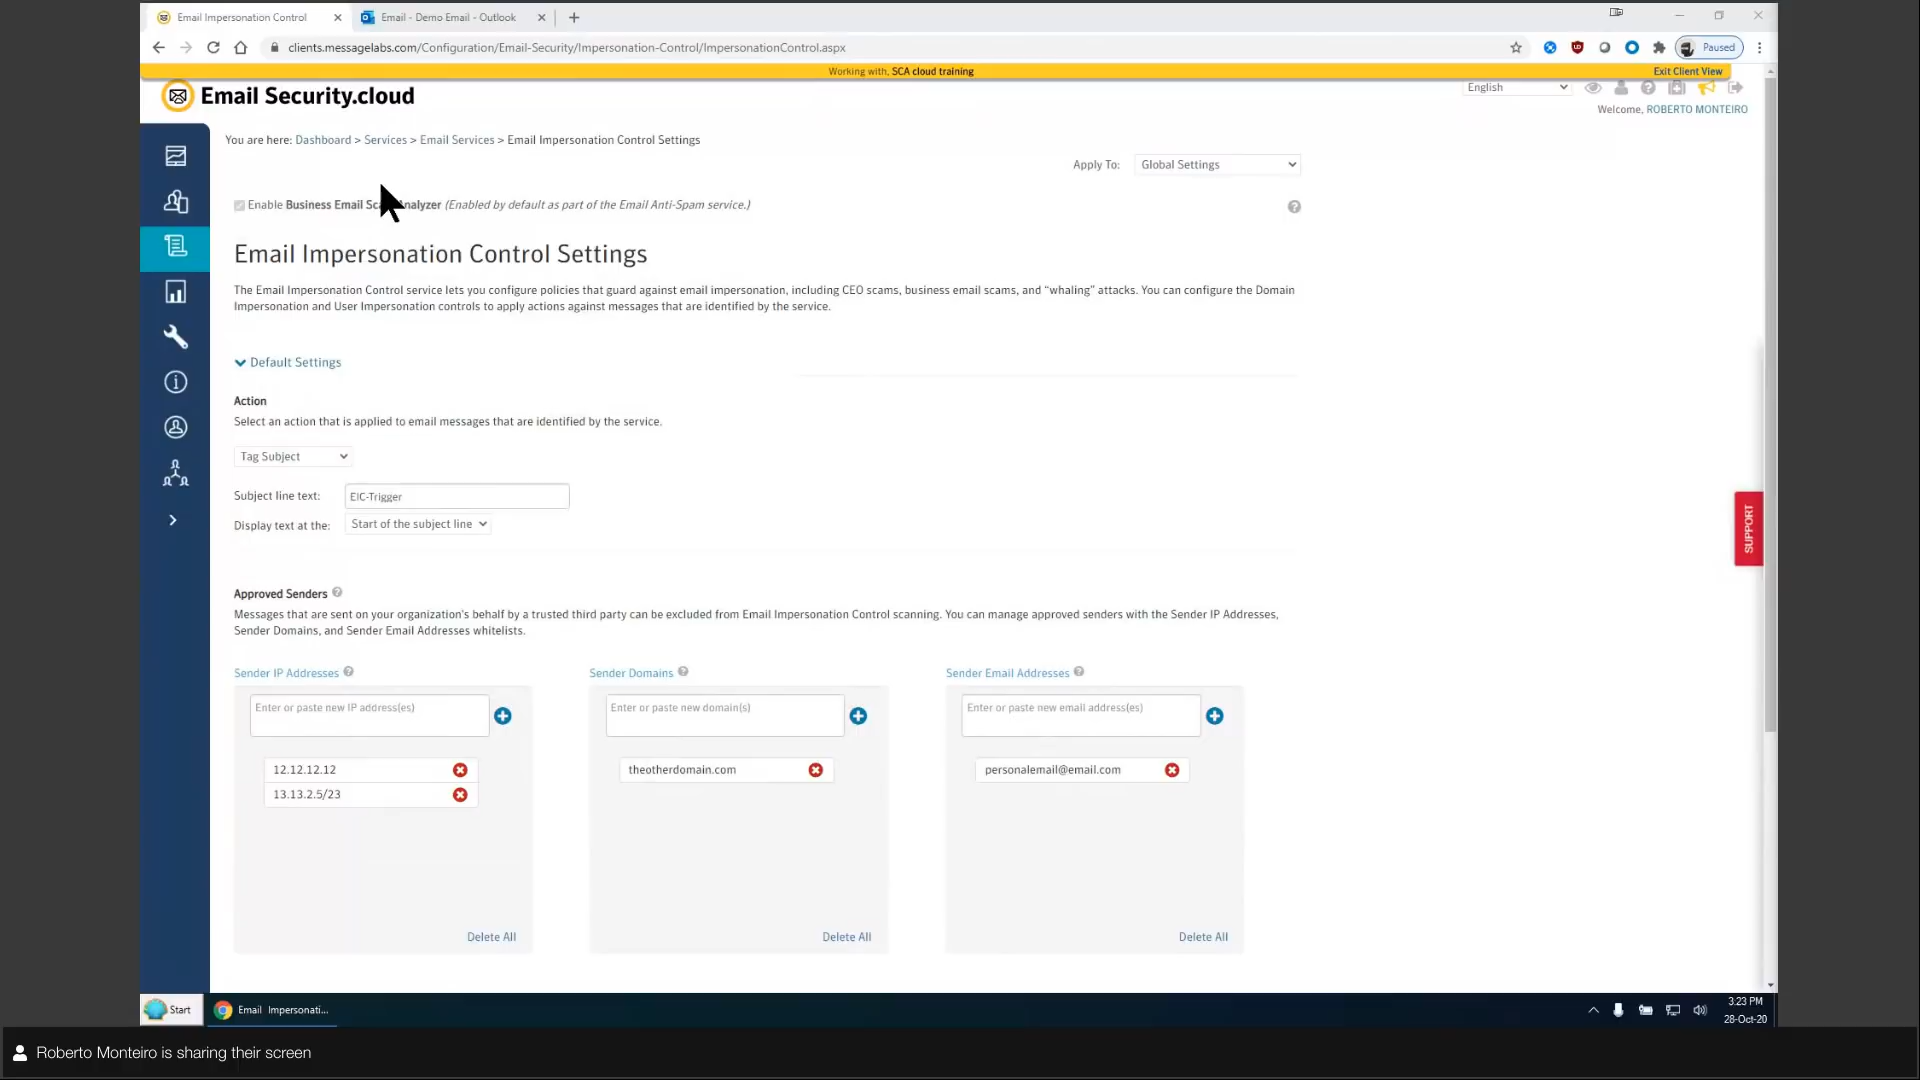 Email Impersonation Control
Email - Demo Email - Outlook
clients.messagelabs.com/Configuration/Email-Security/Impersonation-Control/ImpersonationControl.aspx
Paused
Working with, SCA cloud training
Exit Client View
Email Security.cloud
English
Welcome, ROBERTO MONTEIRO
You are here: Dashboard > Services > Email Services > Email Impersonation Control Settings
Apply To: Global Settings
Enable Business Email Analyzer (Enabled by default as part of the Email Anti-Spam service.)
Email Impersonation Control Settings
The Email Impersonation Control service lets you configure policies that guard against email impersonation, including CEO scams, business email scams, and “whaling” attacks. You can configure the Domain
Impersonation and User Impersonation controls to apply actions against messages that are identified by the service.
Default Settings
Action
Select an action that is applied to email messages that are identified by the service.
Tag Subject
Subject line text: EIC-Trigger
Display text at the: Start of the subject line
SUPPORT
Approved Senders
Messages that are sent on your organization's behalf by a trusted third party can be excluded from Email Impersonation Control scanning. You can manage approved senders with the Sender IP Addresses,
Sender Domains, and Sender Email Addresses whitelists.
Sender IP Addresses
Sender Domains
Sender Email Addresses
Enter or paste new IP address(es)
Enter or paste new domain(s)
Enter or paste new email address(es)
12.12.12.12
theotherdomain.com
personalemail@email.com
13.13.2.5/23
Delete All
Delete All
Delete All
Start
Email Impersonati...
3:23 PM
28-Oct-20
Roberto Monteiro is sharing their screen